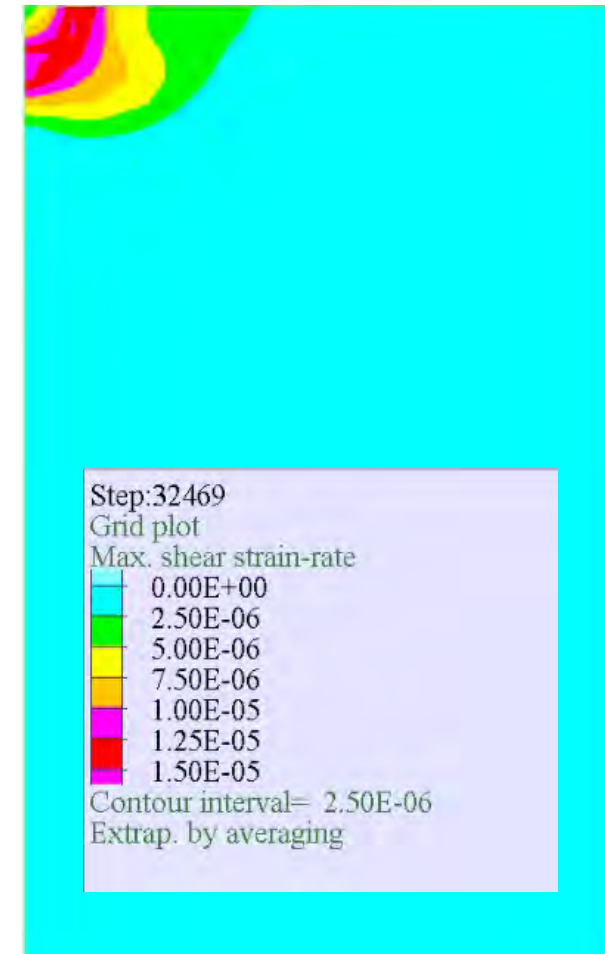 Step:32469
Grid plot
Max. shear strain-rate
0.00E+00
2.50E-06
5.00E-06
7.50E-06
1.00E-05
1.25E-05
1.50E-05
Contour interval= 2.50E-06
Extrap. by averaging